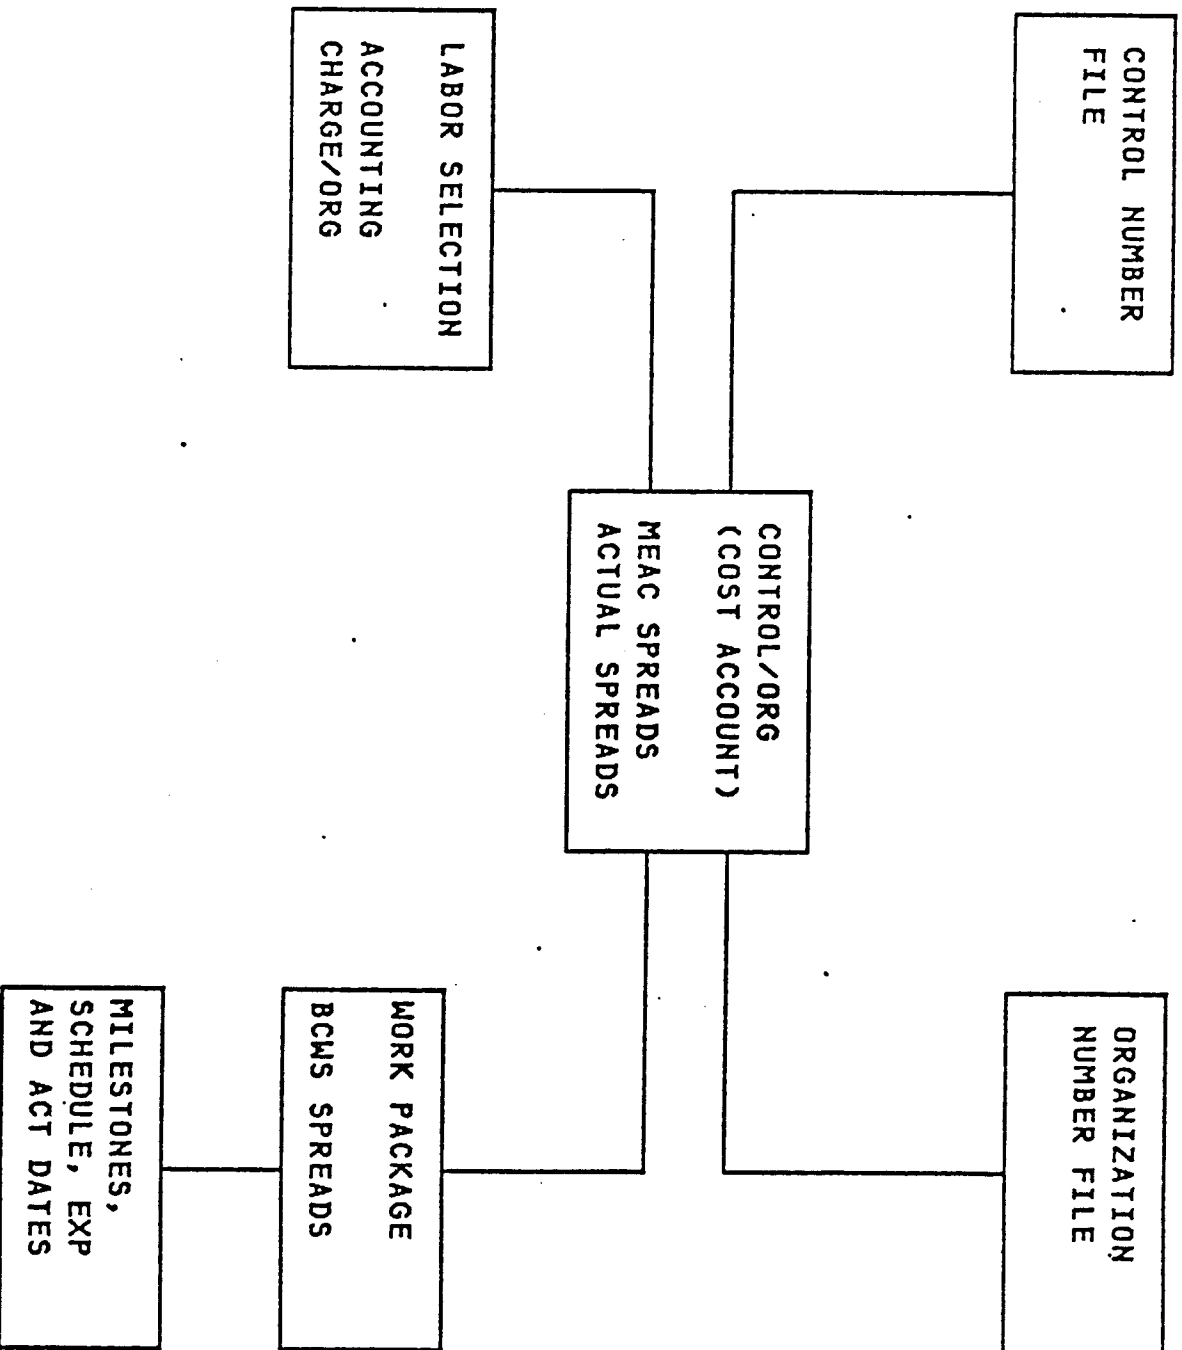 CONTROL NUMBER
FILE
ORGANIZATION
NUMBER FILE
CONTROL/ORG
(COST ACCOUNT)
MEAC SPREADS
ACTUAL SPREADS
LABOR SELECTION
ACCOUNTING
CHARGE/ORG
WORK PACKAGE
BCWS SPREADS
MILESTONES,
SCHEDULE, EXP
AND ACT DATES